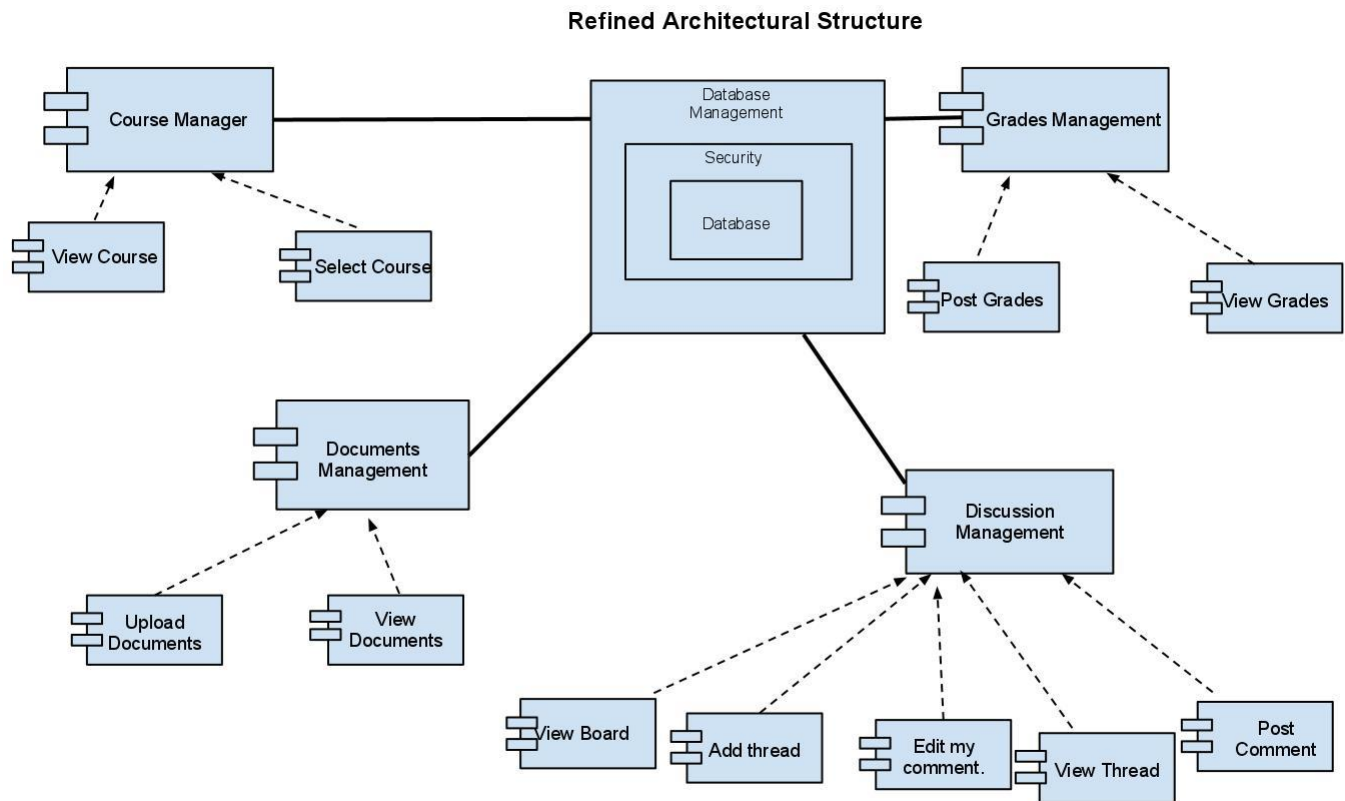 Refined Architectural Structure
Course Manager
Database
Management
Security
Database
Grades Management
View Course
Select Course
Post Grades
View Grades
Documents
Management
Discussion
Management
Upload
Documents
View
Documents
View Board
Add thread
Edit my
comment.
View Thread
Post
Comment